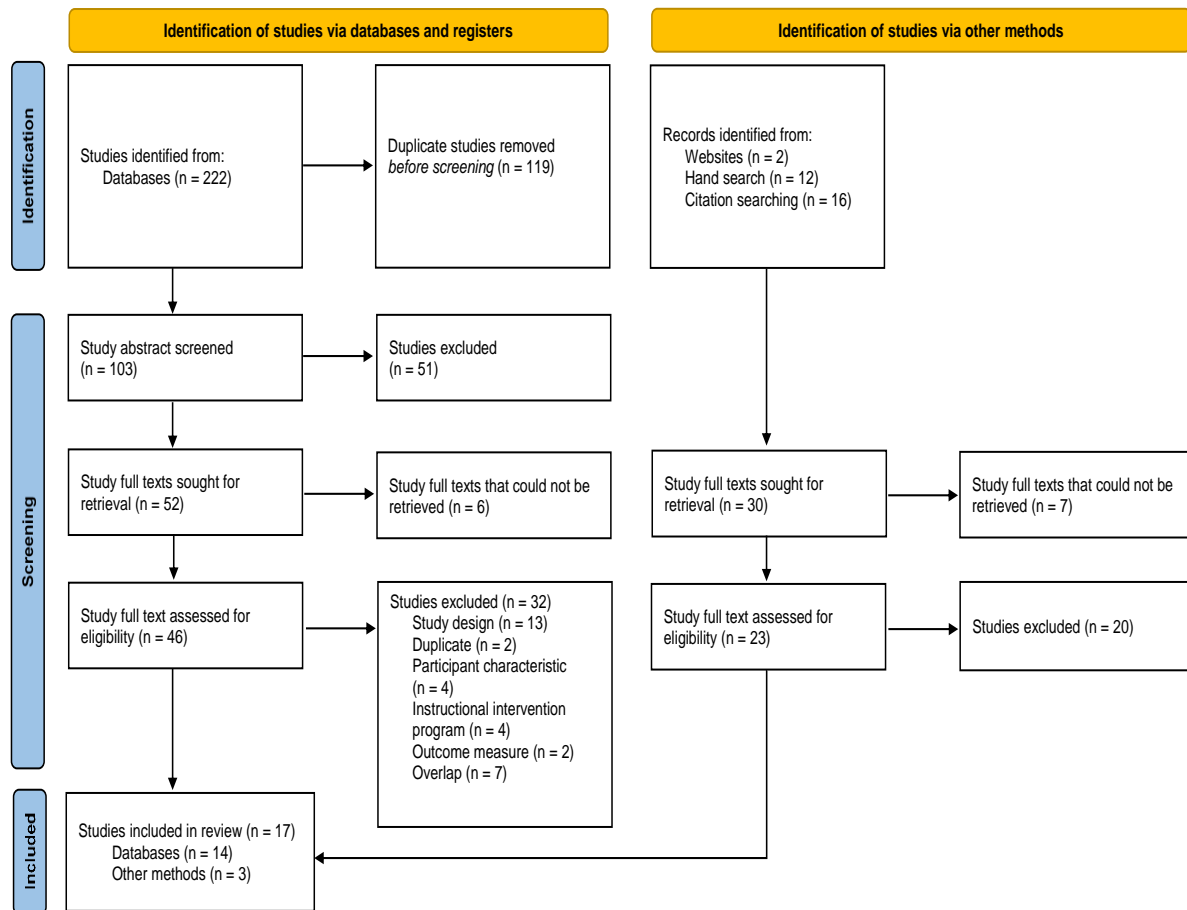 Identification of studies via databases and registers
Identification of studies via other methods
Identification
Studies identified from:
Databases (n = 222)
Duplicate studies removed
before screening (n = 119)
Records identified from:
Websites (n = 2)
Hand search (n = 12)
Citation searching (n = 16)
Screening
Study abstract screened
(n = 103)
Studies excluded
(n = 51)
Study full texts sought for
retrieval (n = 52)
Study full texts that could not be
retrieved (n = 6)
Study full texts sought for
retrieval (n = 30)
Study full texts that could not be
retrieved (n = 7)
Study full text assessed for
eligibility (n = 46)
Studies excluded (n = 32)
Study design (n = 13)
Duplicate (n = 2)
Participant characteristic
(n = 4)
Instructional intervention
program (n = 4)
Outcome measure (n = 2)
Overlap (n = 7)
Study full text assessed for
eligibility (n = 23)
Studies excluded (n = 20)
Included
Studies included in review (n = 17)
Databases (n = 14)
Other methods (n = 3)